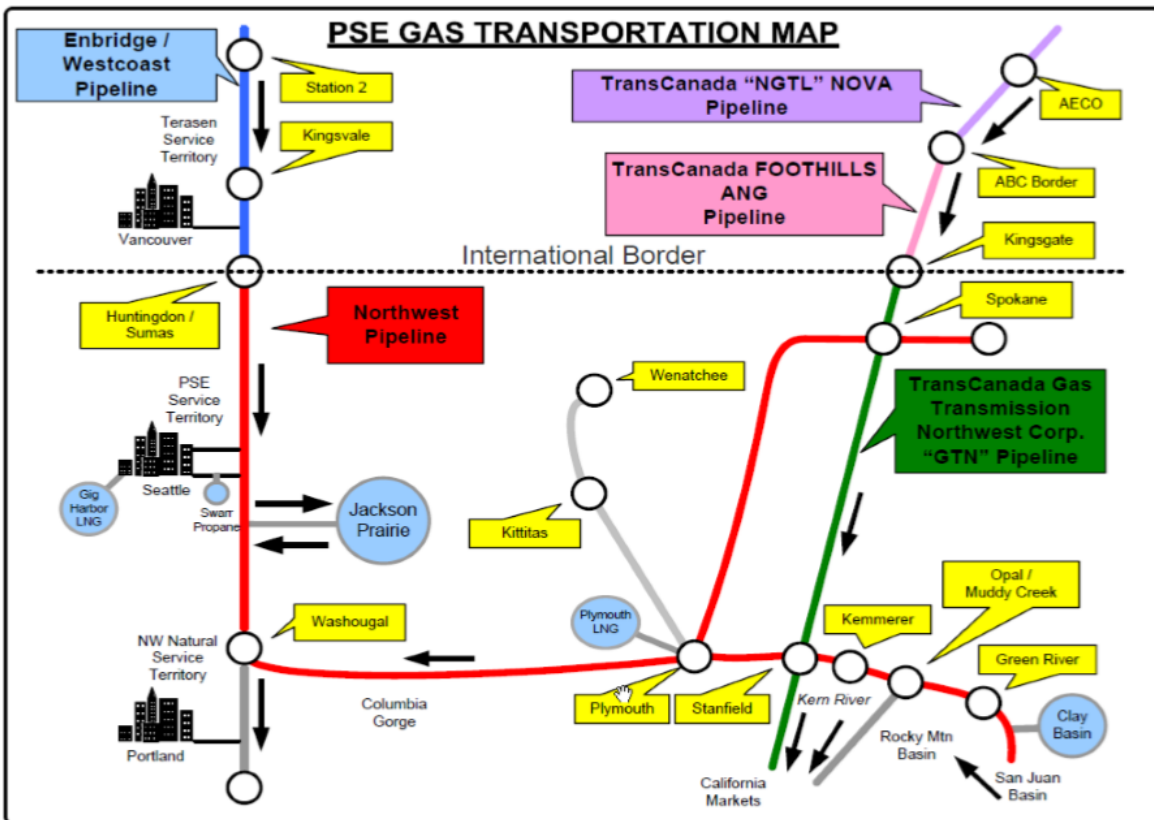 PSE GAS TRANSPORTATION MAP
Enbridge /
Westcoast
Pipeline
Station 2
TransCanada “NGTL” NOVA
Pipeline
AECO
Terasen
Service
Territory
Kingsvale
TransCanada FOOTHILLS
ANG
Pipeline
ABC Border
Vancouver
Kingsgate
International Border
Huntingdon /
Sumas
Northwest
Pipeline
Spokane
PSE
Service
Territory
Wenatchee
TransCanada Gas
Transmission
Northwest Corp.
“GTN” Pipeline
Seattle
Gig
Harbor
LNG
Swarr
Propane
Jackson
Prairie
Kittitas
Opal /
Muddy Creek
Washougal
Plymouth
LNG
Kemmerer
NW Natural
Service
Territory
Green River
Columbia
Gorge
Plymouth
Stanfield
Kern River
Clay
Basin
Rocky Mtn
Basin
Portland
California
Markets
San Juan
Basin